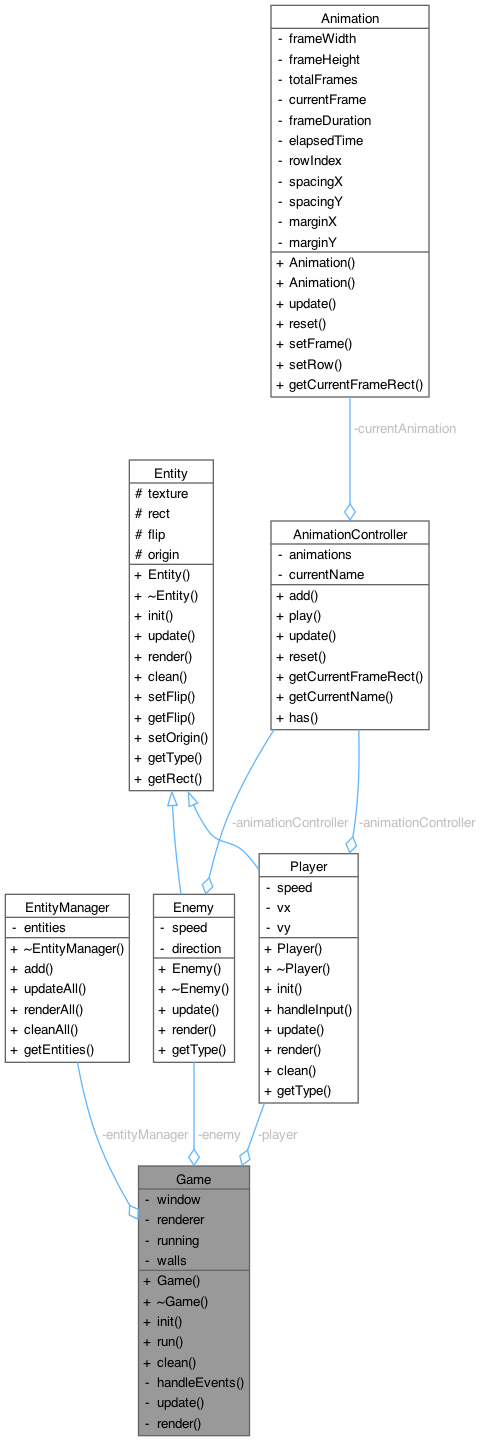 Animation
- frameWidth
- frameHeight
- totalFrames
- currentFrame
- frameDuration
- elapsedTime
- rowIndex
- spacingX
- spacingY
- marginX
- marginY
+ Animation()
+ Animation()
+ update()
+ reset()
+ setFrame()
+ setRow()
+ getCurrentFrameRect()
-currentAnimation
Entity
# texture
# rect
# flip
# origin
+ Entity()
+ ~Entity()
+ init()
+ update()
+ render()
+ clean()
+ setFlip()
+ getFlip()
+ setOrigin()
+ getType()
+ getRect()
AnimationController
- animations
- currentName
+ add()
+ play()
+ update()
+ reset()
+ getCurrentFrameRect()
+ getCurrentName()
+ has()
-animationController
-animationController
EntityManager
- entities
+ ~EntityManager()
+ add()
+ updateAll()
+ renderAll()
+ cleanAll()
+ getEntities()
Enemy
- speed
- direction
+ Enemy()
+ ~Enemy()
+ update()
+ render()
+ getType()
Player
- speed
- vx
- vy
+ Player()
+ ~Player()
+ init()
+ handleInput()
+ update()
+ render()
+ clean()
+ getType()
-entityManager
-enemy
-player
Game
- window
- renderer
- running
- walls
+ Game()
+ ~Game()
+ init()
+ run()
+ clean()
- handleEvents()
- update()
- render()